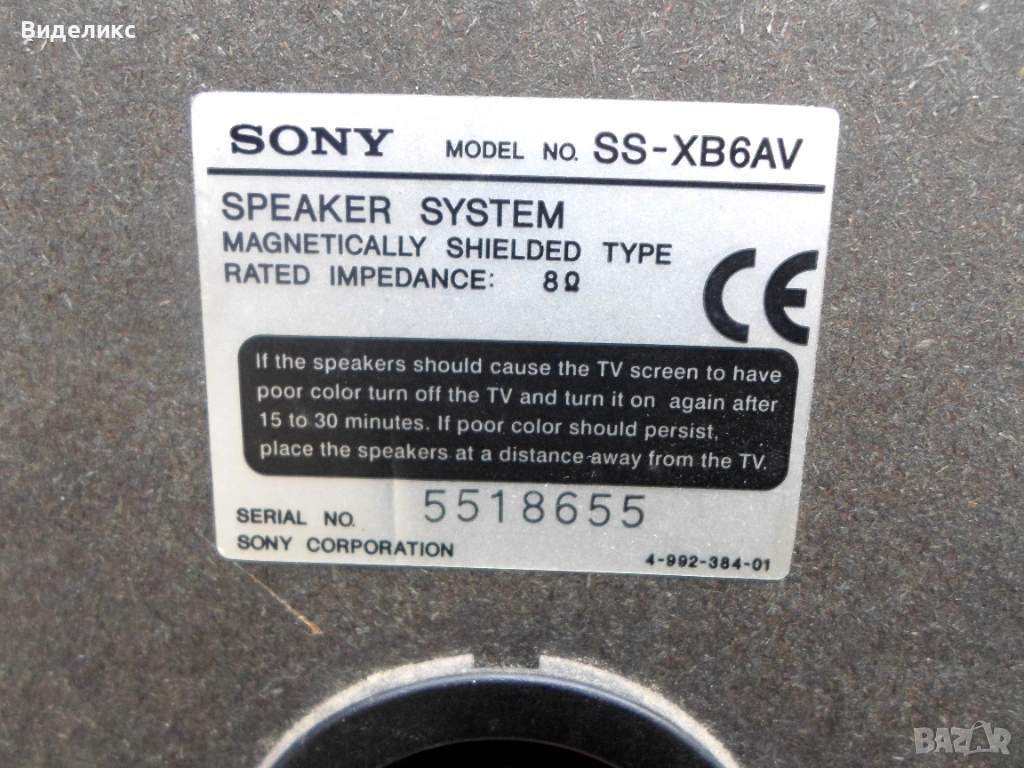 Виделикс
SONY MODEL NO. SS-XB6AV
SPEAKER SYSTEM
MAGNETICALLY SHIELDED TYPE
RATED IMPEDANCE: 8Ω
CE
If the speakers should cause the TV screen to have
poor color turn off the TV and turn it on again after
15 to 30 minutes. If poor color should persist,
place the speakers at a distance away from the TV.
SERIAL NO. 5518655
SONY CORPORATION 4-992-384-01
BAZAR